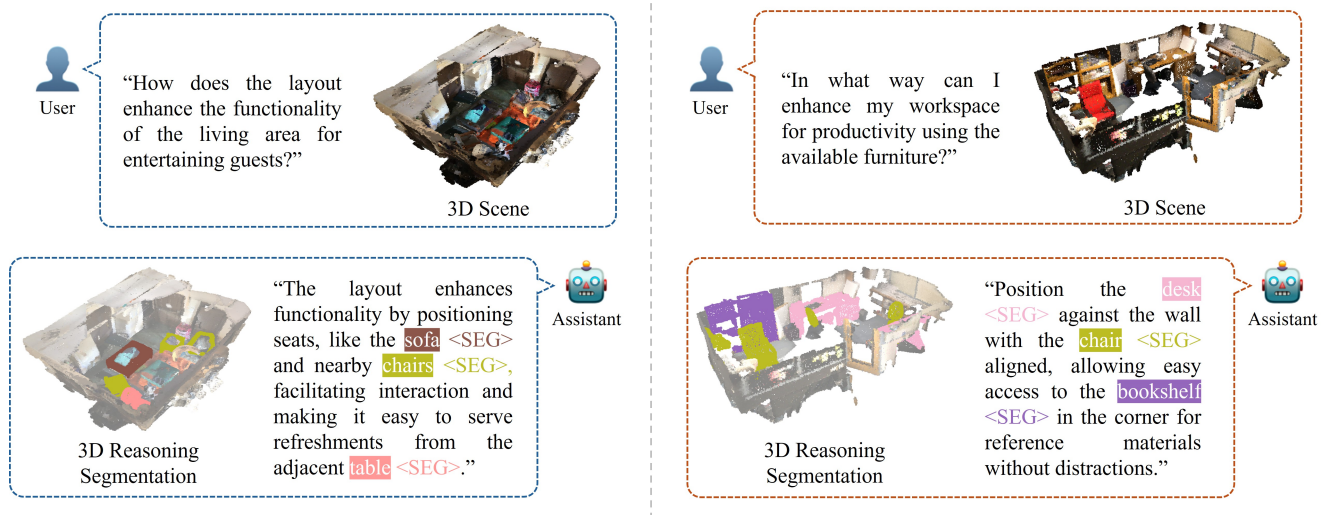 User
“How does the layout
enhance the functionality
of the living area for
entertaining guests?”
3D Scene
“The layout enhances
functionality by positioning
seats, like the sofa <SEG>
and nearby chairs <SEG>,
facilitating interaction and
making it easy to serve
refreshments from the
adjacent table <SEG>.”
3D Reasoning
Segmentation
Assistant
User
“In what way can I
enhance my workspace
for productivity using the
available furniture?”
3D Scene
3D Reasoning
Segmentation
“Position the desk
<SEG> against the wall
with the chair <SEG>
aligned, allowing easy
access to the bookshelf
<SEG> in the corner for
reference materials
without distractions.”
Assistant